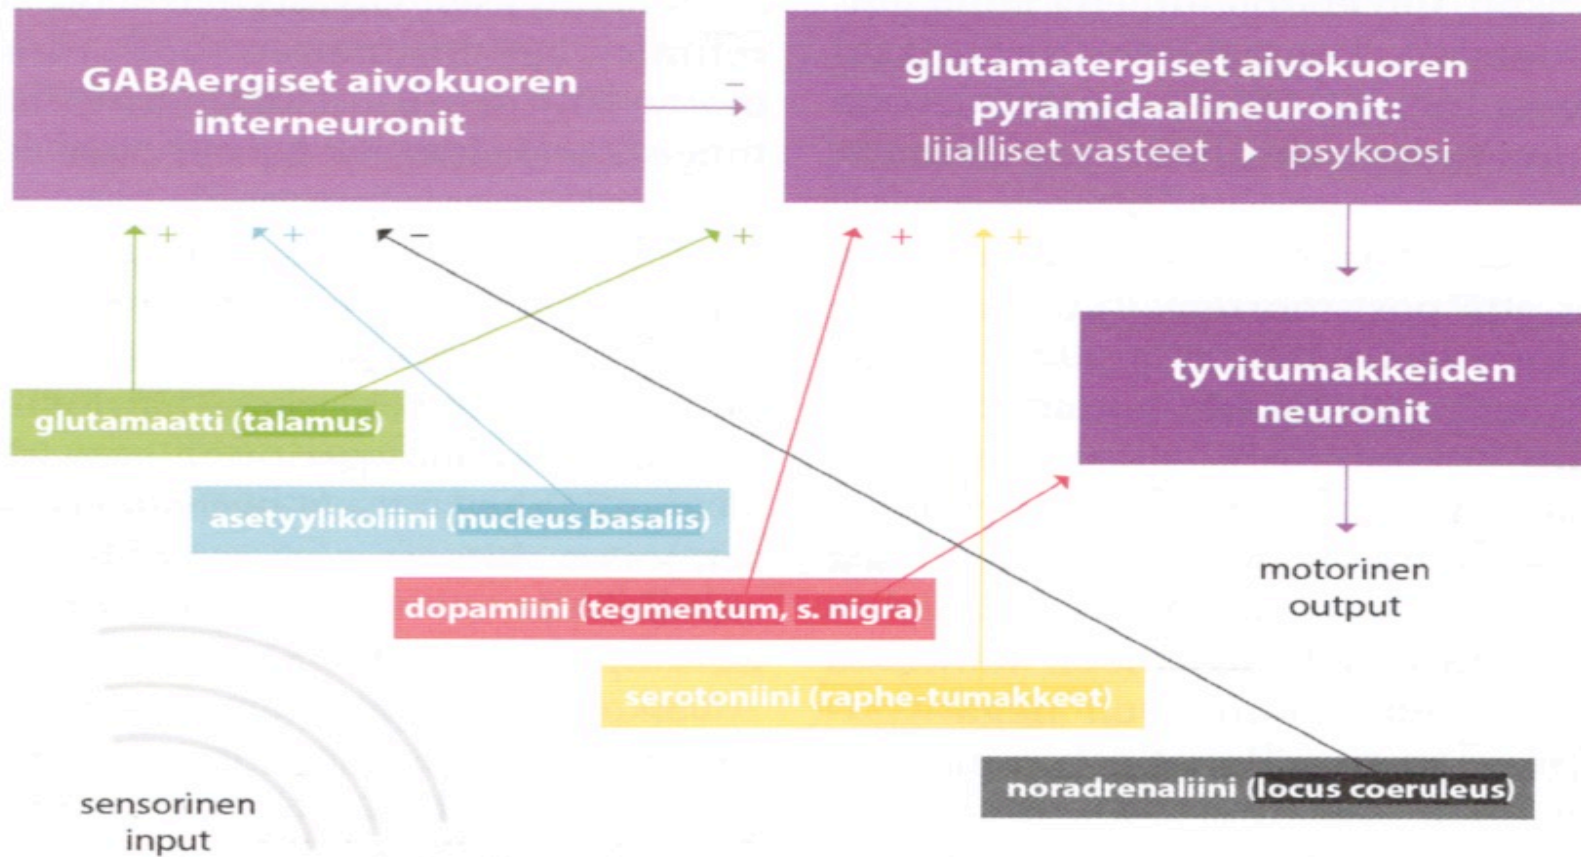 GABAergiset aivokuoren
interneuronit
−
glutamatergiset aivokuoren
pyramidaalineuronit:
liialliset vasteet ▸ psykoosi
+
+
−
+
+
+
tyvitumakkeiden
neuronit
glutamaatti (talamus)
asetyylikoliini (nucleus basalis)
dopamiini (tegmentum, s. nigra)
serotoniini (raphe-tumakkeet)
noradrenaliini (locus coeruleus)
motorinen
output
sensorinen
input